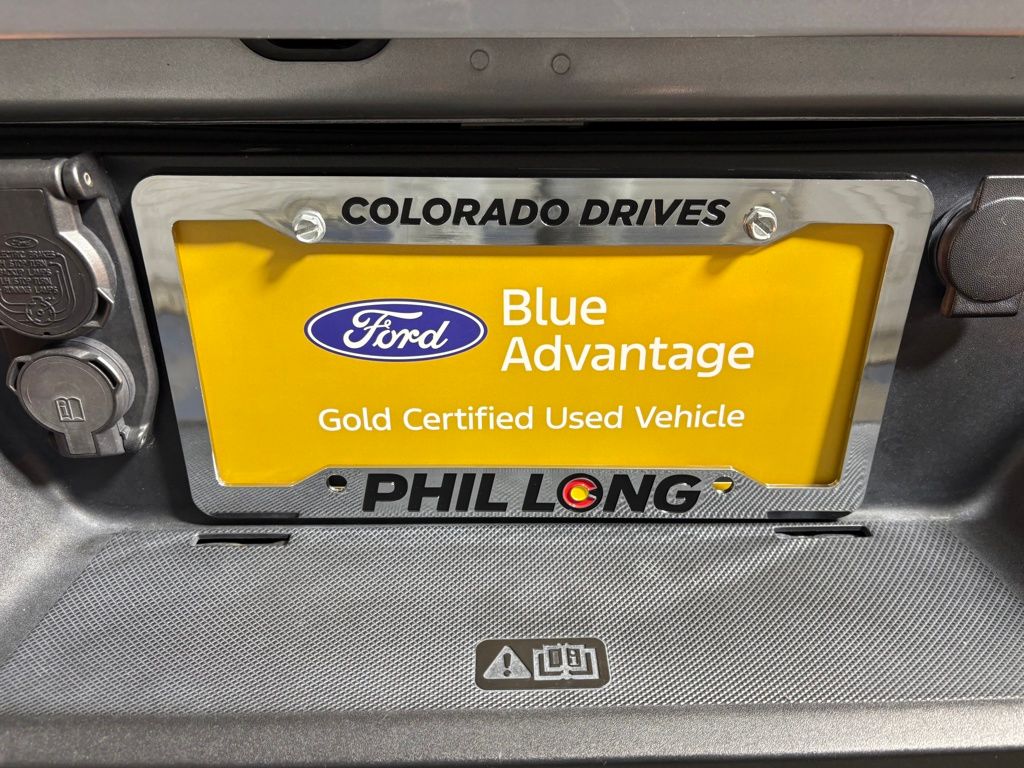 COLORADO DRIVES
Ford
Blue
Advantage
Gold Certified Used Vehicle
PHIL LONG